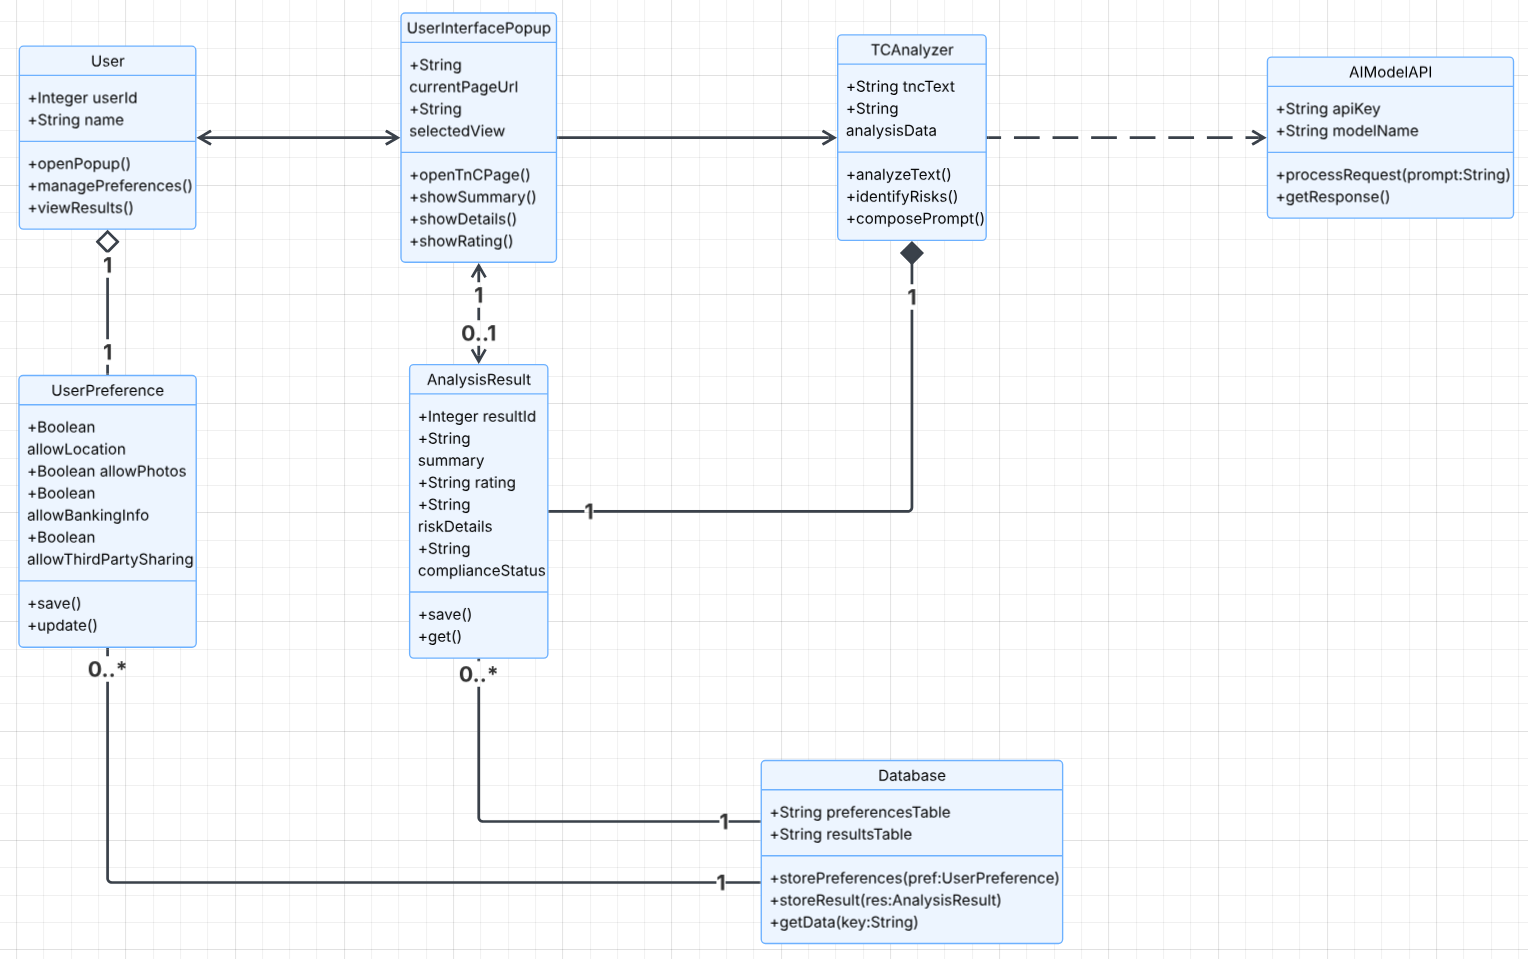 User
+Integer userId
+String name
+openPopup()
+managePreferences()
+viewResults()
UserInterfacePopup
+String
currentPageUrl
+String
selectedView
+openTnCPage()
+showSummary()
+showDetails()
+showRating()
TCAnalyzer
+String tncText
+String
analysisData
+analyzeText()
+identifyRisks()
+composePrompt()
AIModelAPI
+String apiKey
+String modelName
+processRequest(prompt:String)
+getResponse()
1
1
1
0..1
1
UserPreference
+Boolean
allowLocation
+Boolean allowPhotos
+Boolean
allowBankingInfo
+Boolean
allowThirdPartySharing
+save()
+update()
0..*
AnalysisResult
+Integer resultId
+String
summary
+String rating
+String
riskDetails
+String
complianceStatus
+save()
+get()
1
0..*
1
1
Database
+String preferencesTable
+String resultsTable
+storePreferences(pref:UserPreference)
+storeResult(res:AnalysisResult)
+getData(key:String)